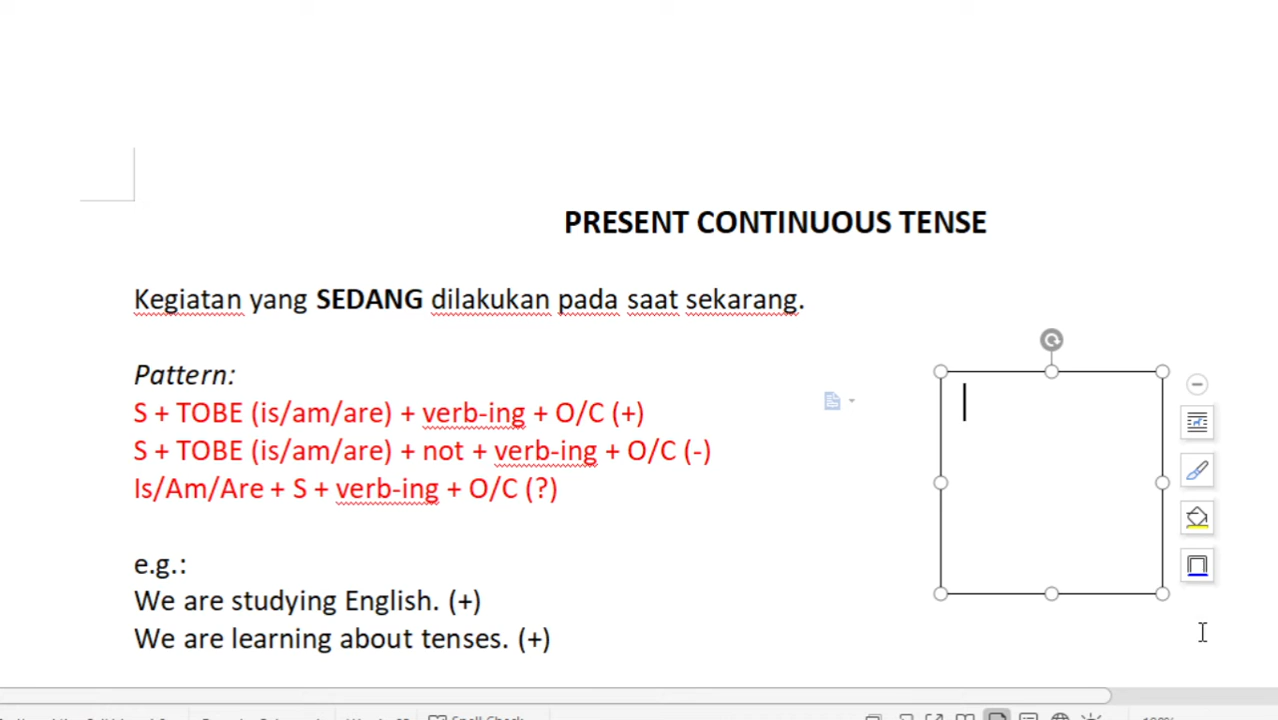 PRESENT CONTINUOUS TENSE
Kegiatan yang SEDANG dilakukan pada saat sekarang.
Pattern:
S + TOBE (is/am/are) + verb-ing + O/C (+)
S + TOBE (is/am/are) + not + verb-ing + O/C (-)
Is/Am/Are + S + verb-ing + O/C (?)
e.g.:
We are studying English. (+)
We are learning about tenses. (+)
Spell Check